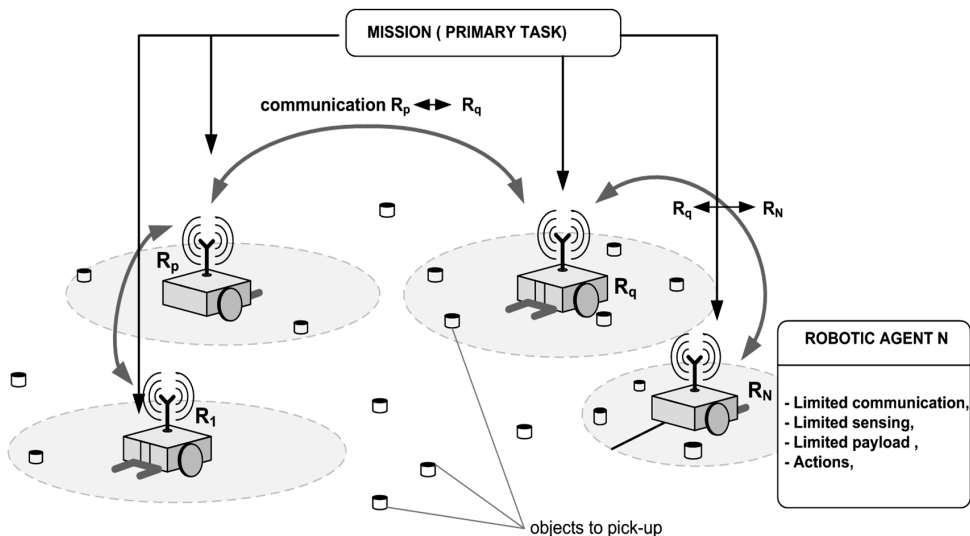 MISSION ( PRIMARY TASK)
communication Rp Rq
Rq RN
Rp
Rq
ROBOTIC AGENT N
RN
- Limited communication,
- Limited sensing,
- Limited payload ,
- Actions,
R1
objects to pick-up